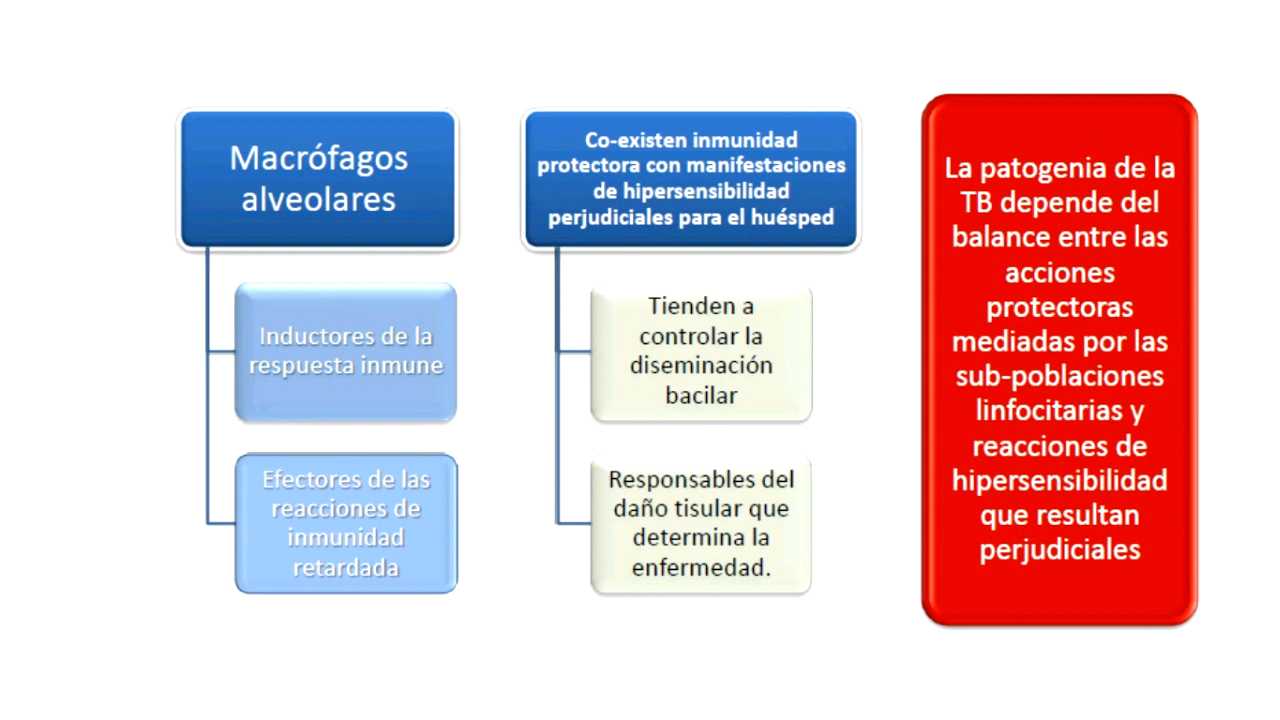 Macrófagos
alveolares
Inductores de la
respuesta inmune
Efectores de las
reacciones de
inmunidad
retardada
Co-existen inmunidad
protectora con manifestaciones
de hipersensibilidad
perjudiciales para el huésped
Tienden a
controlar la
diseminación
bacilar
Responsables del
daño tisular que
determina la
enfermedad.
La patogenia de la
TB depende del
balance entre las
acciones
protectoras
mediadas por las
sub-poblaciones
linfocitarias y
reacciones de
hipersensibilidad
que resultan
perjudiciales